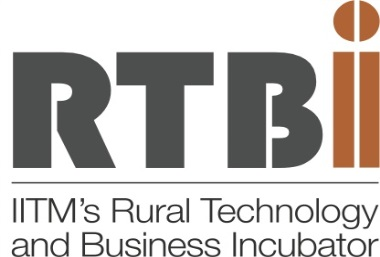 RTBi
IITM's Rural Technology
and Business Incubator